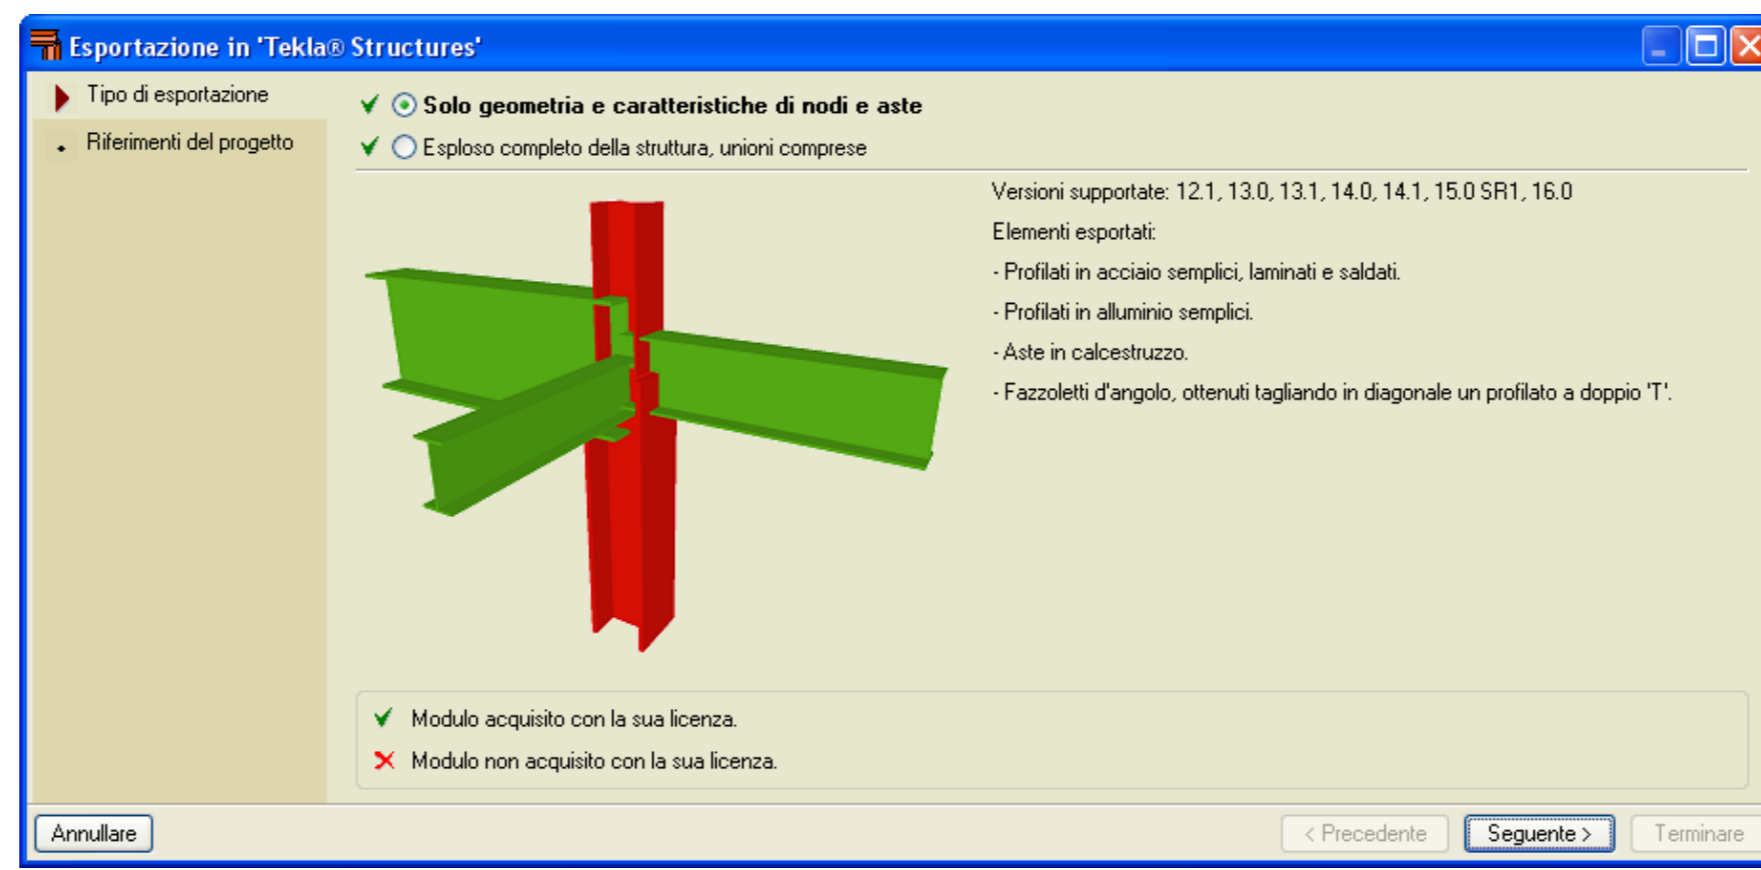 Esportazione in 'Tekla® Structures'
Tipo di esportazione
Riferimenti del progetto
Solo geometria e caratteristiche di nodi e aste
Esploso completo della struttura, unioni comprese
Versioni supportate: 12.1, 13.0, 13.1, 14.0, 14.1, 15.0 SR1, 16.0
Elementi esportati:
- Profilati in acciaio semplici, laminati e saldati.
- Profilati in alluminio semplici.
- Aste in calcestruzzo.
- Fazzoletti d'angolo, ottenuti tagliando in diagonale un profilato a doppio 'T'.
Modulo acquisito con la sua licenza.
Modulo non acquisito con la sua licenza.
Annullare
< Precedente
Seguente >
Terminare